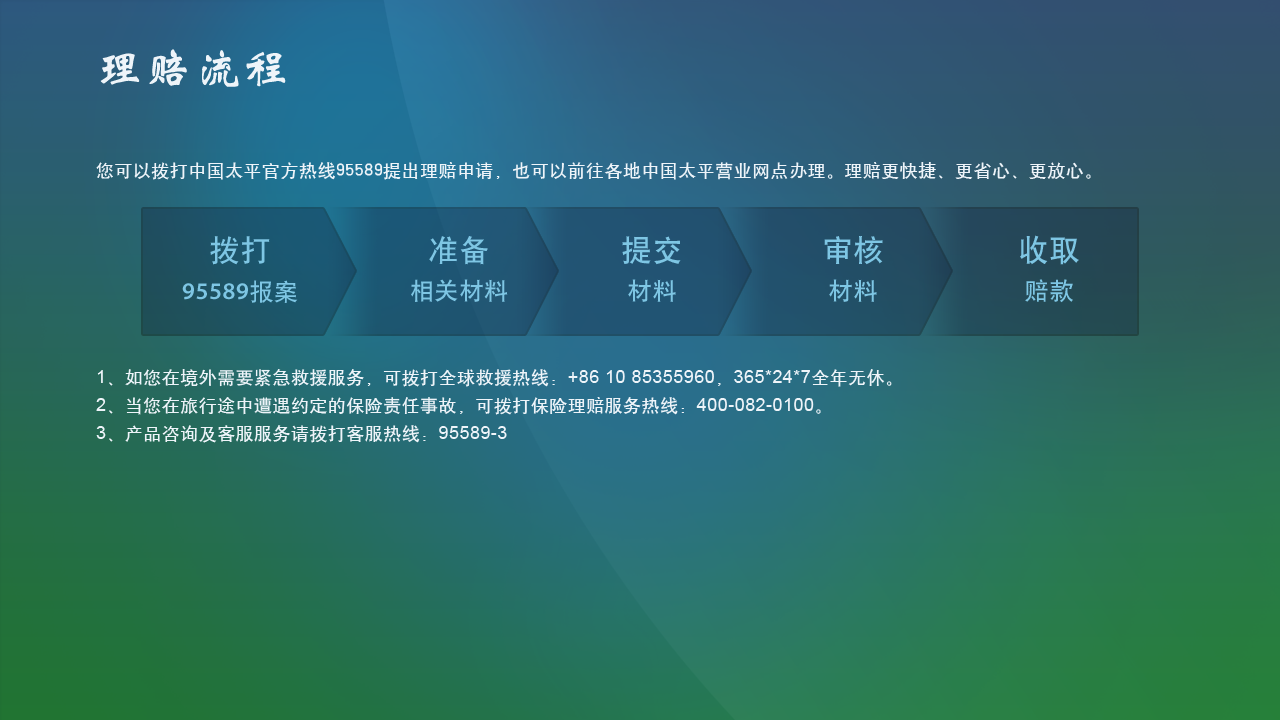 理赔流程
您可以拨打中国太平官方热线95589提出理赔申请，也可以前往各地中国太平营业网点办理。理赔更快捷、更省心、更放心。
拨打
95589报案
准备
相关材料
提交
材料
审核
材料
收取
赔款
1、如您在境外需要紧急救援服务，可拨打全球救援热线：+86 10 85355960，365*24*7全年无休。
2、当您在旅行途中遭遇约定的保险责任事故，可拨打保险理赔服务热线：400-082-0100。
3、产品咨询及客服服务请拨打客服热线：95589-3